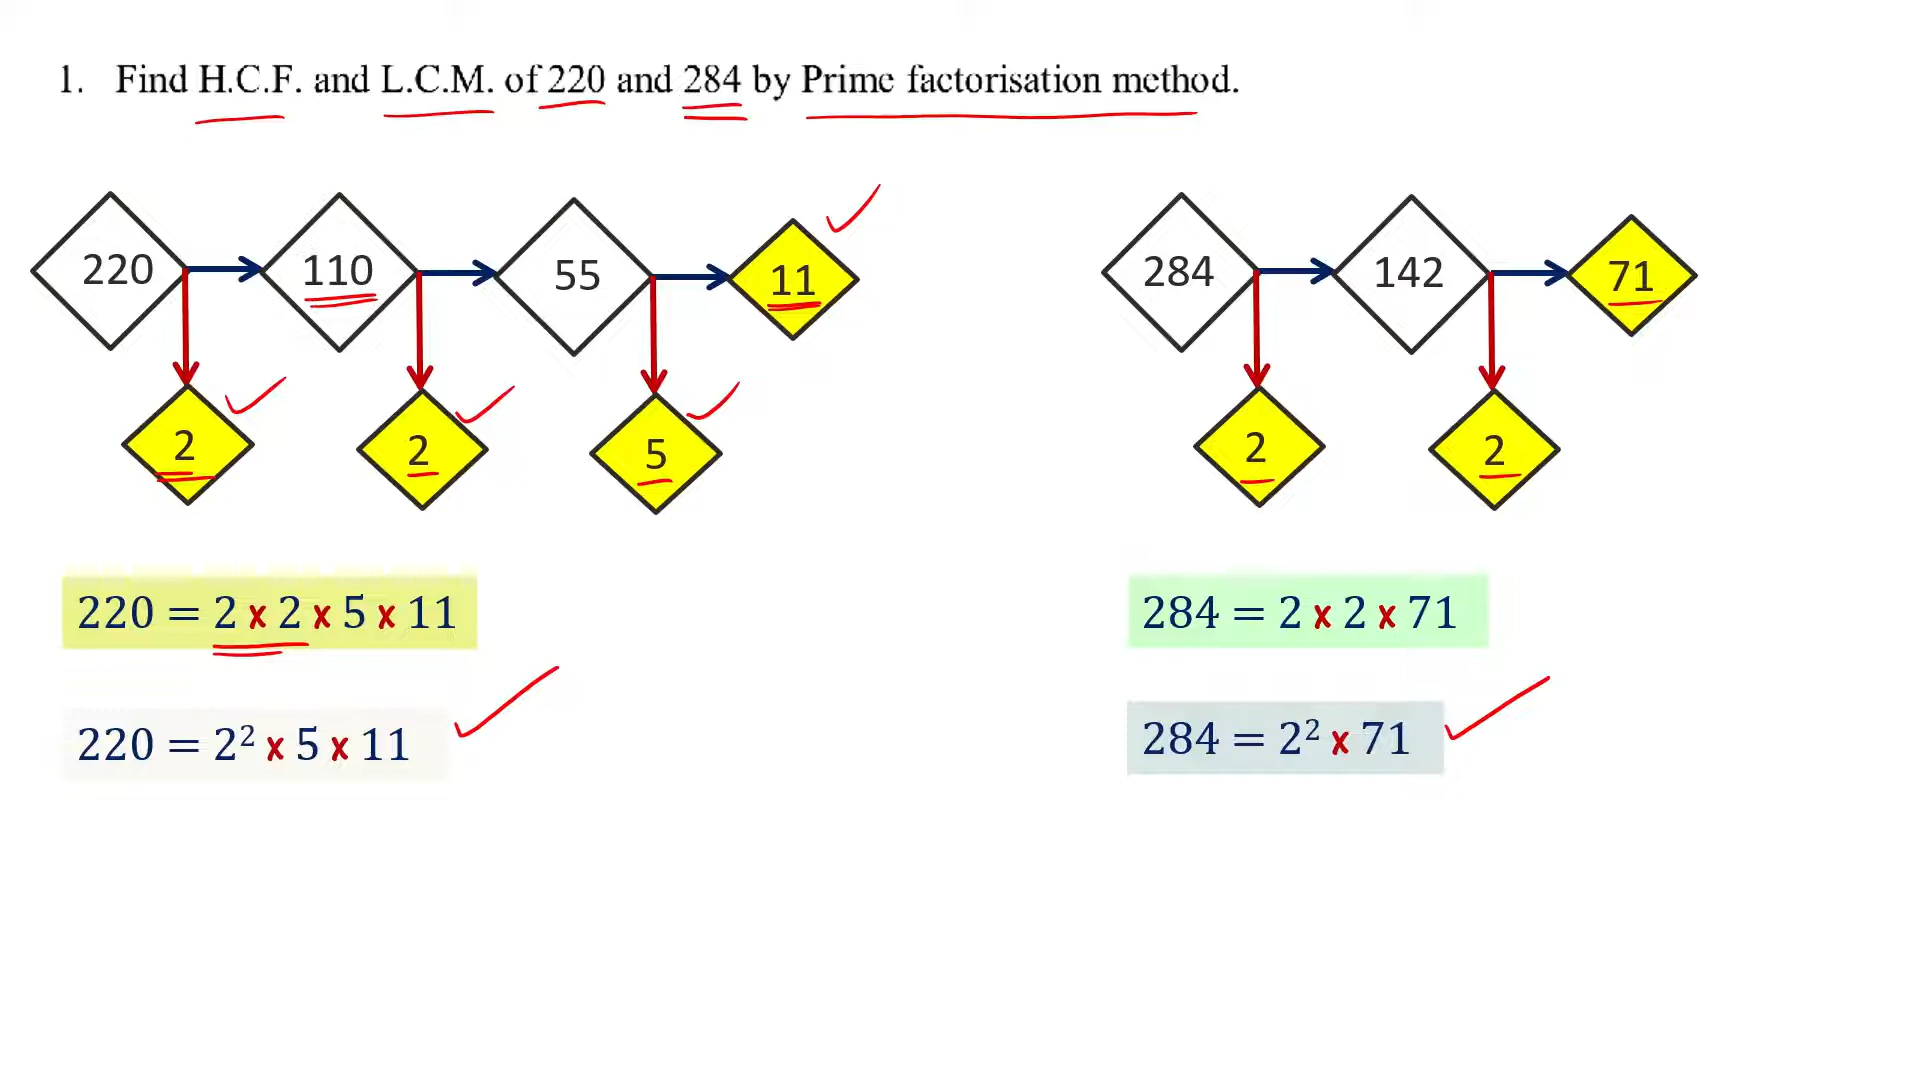 1. Find H.C.F. and L.C.M. of 220 and 284 by Prime factorisation method.
220 110 55 11
2 2 5
284 142 71
2 2
220 = 2 × 2 × 5 × 11
220 = 2² × 5 × 11
284 = 2 × 2 × 71
284 = 2² × 71